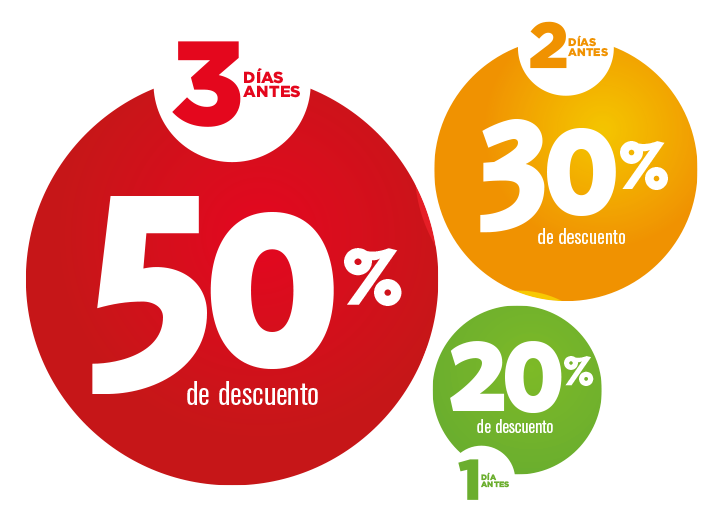 3 DÍAS
ANTES
50%
de descuento
2 DÍAS
ANTES
30%
de descuento
20%
de descuento
1 DÍA
ANTES